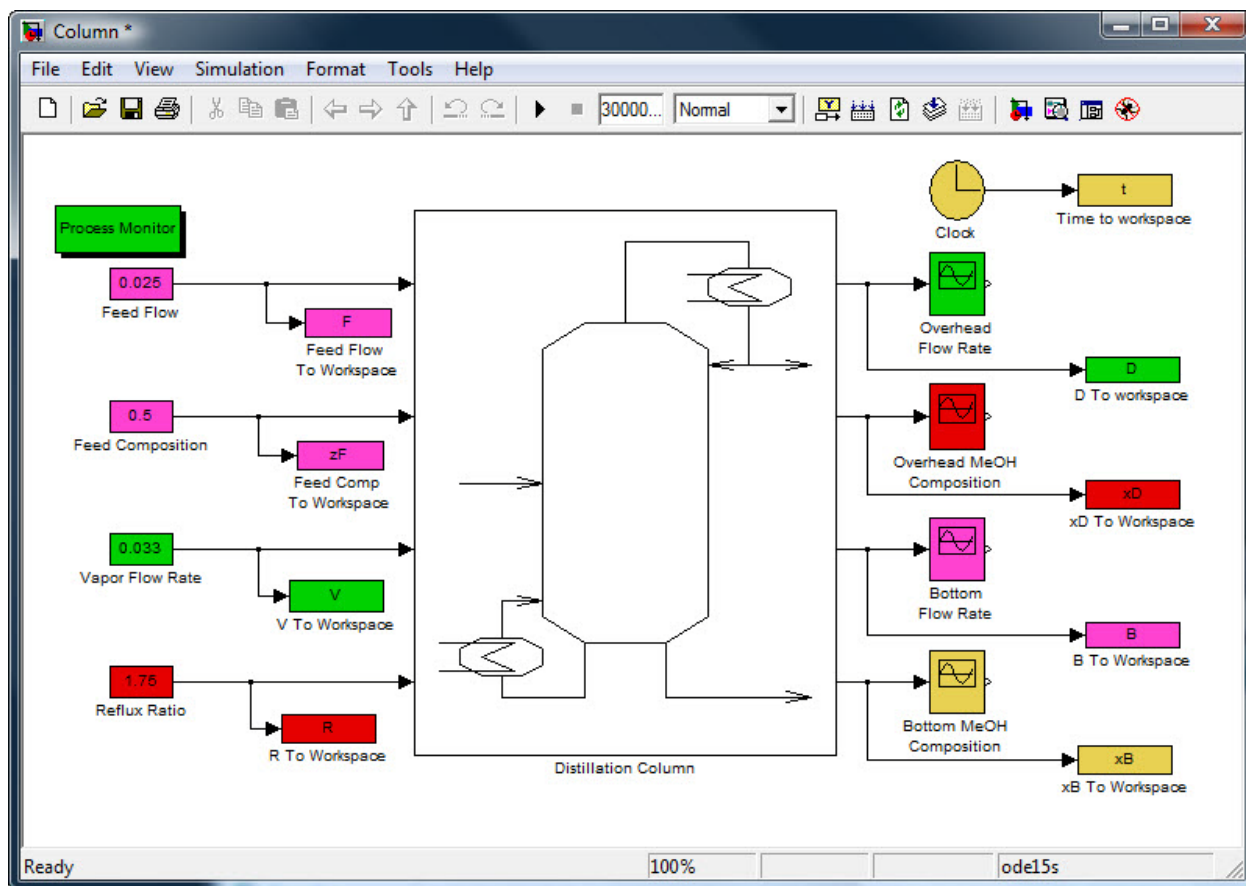 Column *
File Edit View Simulation Format Tools Help
30000... Normal
Process Monitor
0.025
Feed Flow
F
Feed Flow
To Workspace
0.5
Feed Composition
zF
Feed Comp
To Workspace
0.033
Vapor Flow Rate
V
V To Workspace
1.75
Reflux Ratio
R
R To Workspace
Distillation Column
Clock
t
Time to workspace
Overhead
Flow Rate
D
D To workspace
Overhead MeOH
Composition
xD
xD To Workspace
Bottom
Flow Rate
B
B To Workspace
Bottom MeOH
Composition
xB
xB To Workspace
Ready 100% ode15s